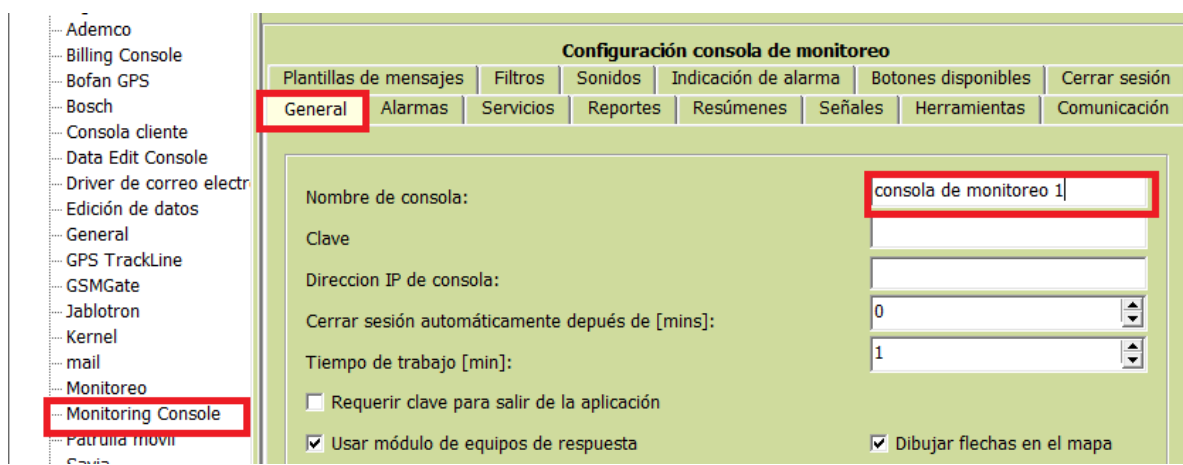 Ademco
Billing Console
Bofan GPS
Bosch
Consola cliente
Data Edit Console
Driver de correo electr
Edición de datos
General
GPS TrackLine
GSMGate
Jablotron
Kernel
mail
Monitoreo
Monitoring Console
Patrulla móvil
Configuración consola de monitoreo
Plantillas de mensajes Filtros Sonidos Indicación de alarma Botones disponibles Cerrar sesión
General Alarmas Servicios Reportes Resúmenes Señales Herramientas Comunicación
Nombre de consola: consola de monitoreo 1
Clave
Direccion IP de consola:
Cerrar sesión automáticamente depués de [mins]: 0
Tiempo de trabajo [min]: 1
Requerir clave para salir de la aplicación
Usar módulo de equipos de respuesta Dibujar flechas en el mapa